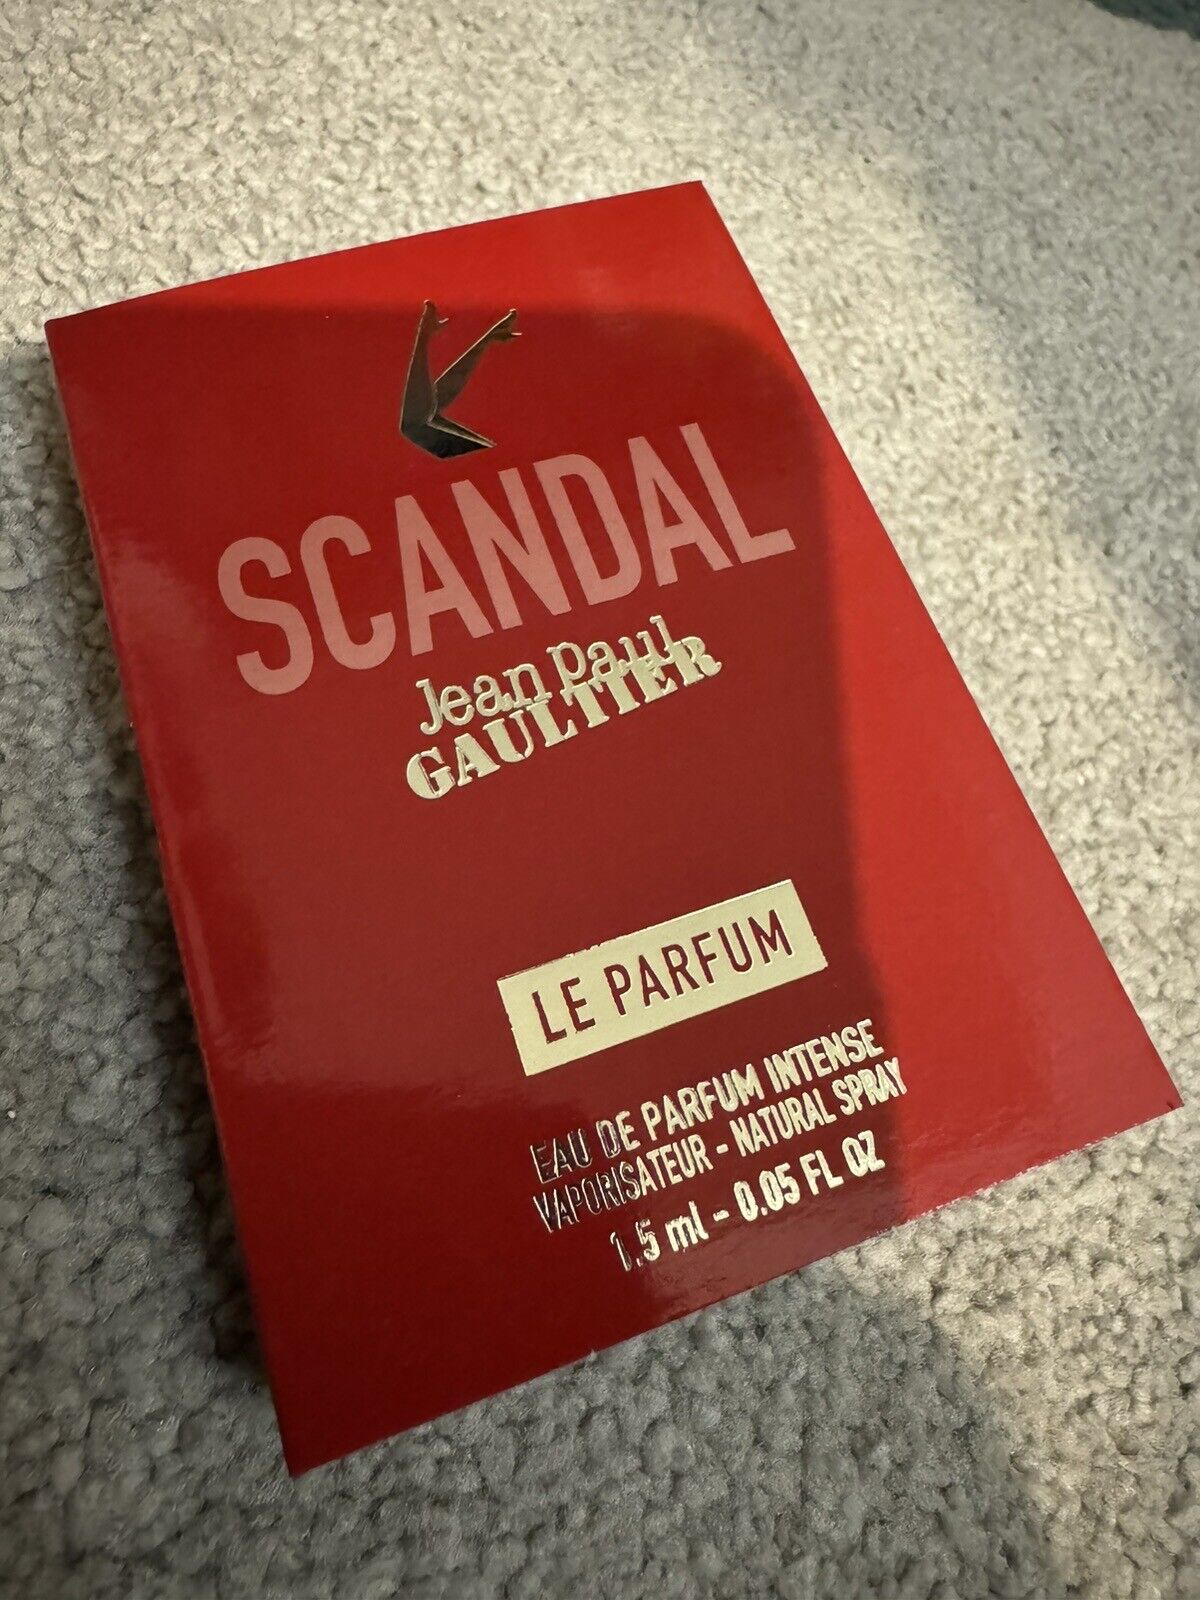 SCANDAL
Jean Paul
GAULTIER
LE PARFUM
EAU DE PARFUM INTENSE
VAPORISATEUR - NATURAL SPRAY
1.5 ml - 0.05 FL OZ